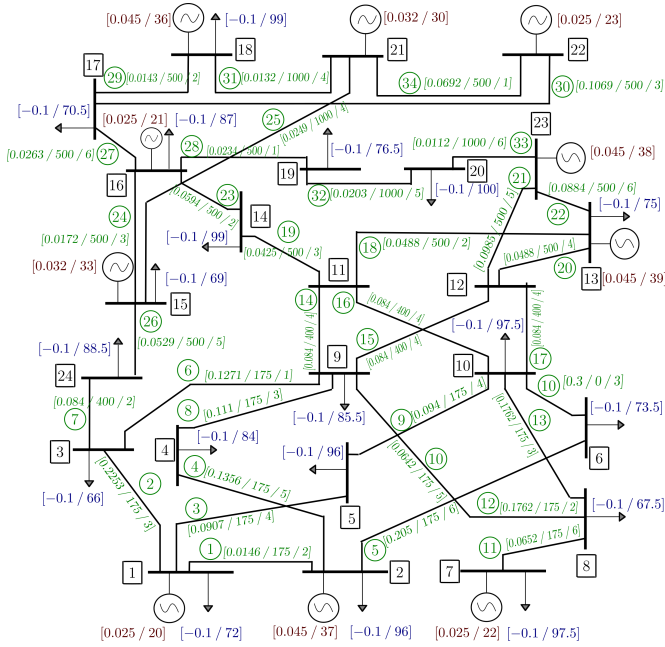 [0.045 / 36]
[−0.1 / 99]
[0.032 / 30]
[0.025 / 23]
18
21
22
17
29
[0.0143 / 500 / 2]
31
[0.0132 / 1000 / 4]
34
[0.0692 / 500 / 1]
30
[0.1069 / 500 / 3]
[−0.1 / 70.5]
[0.025 / 21]
[−0.1 / 87]
25
[0.0249 / 1000 / 4]
[−0.1 / 76.5]
[0.0112 / 1000 / 6]
23
33
[0.045 / 38]
27
[0.0263 / 500 / 6]
28
[0.0234 / 500 / 1]
16
19
20
32
[0.0203 / 1000 / 5]
[−0.1 / 100]
21
[0.0884 / 500 / 6]
[−0.1 / 75]
23
[0.0594 / 500 / 2]
14
24
22
[0.0985 / 500 / 5]
[−0.1 / 99]
19
[0.0425 / 500 / 3]
18
[0.0488 / 500 / 2]
[0.0488 / 500 / 4]
20
[0.0172 / 500 / 3]
[0.032 / 33]
[−0.1 / 69]
11
12
13
[0.045 / 39]
15
14
16
[0.084 / 400 / 4]
[0.084 / 400 / 4]
26
[0.0529 / 500 / 5]
15
[0.084 / 400 / 4]
[−0.1 / 97.5]
[0.084 / 400 / 4]
17
[−0.1 / 88.5]
24
6
[0.1271 / 175 / 1]
9
10
10
[0.3 / 0 / 3]
[0.084 / 400 / 2]
7
8
[0.111 / 175 / 3]
[−0.1 / 85.5]
9
[0.094 / 175 / 4]
[0.1762 / 175 / 3]
13
[−0.1 / 73.5]
3
4
[−0.1 / 84]
[−0.1 / 96]
10
[0.0642 / 175 / 5]
6
[−0.1 / 66]
[0.2253 / 175 / 3]
2
4
[0.1356 / 175 / 5]
5
3
[0.0907 / 175 / 4]
12
[0.1762 / 175 / 2]
[−0.1 / 67.5]
[0.205 / 175 / 6]
5
1
[0.0146 / 175 / 2]
11
[0.0652 / 175 / 6]
1
2
7
8
[0.025 / 20]
[−0.1 / 72]
[0.045 / 37]
[−0.1 / 96]
[0.025 / 22]
[−0.1 / 97.5]